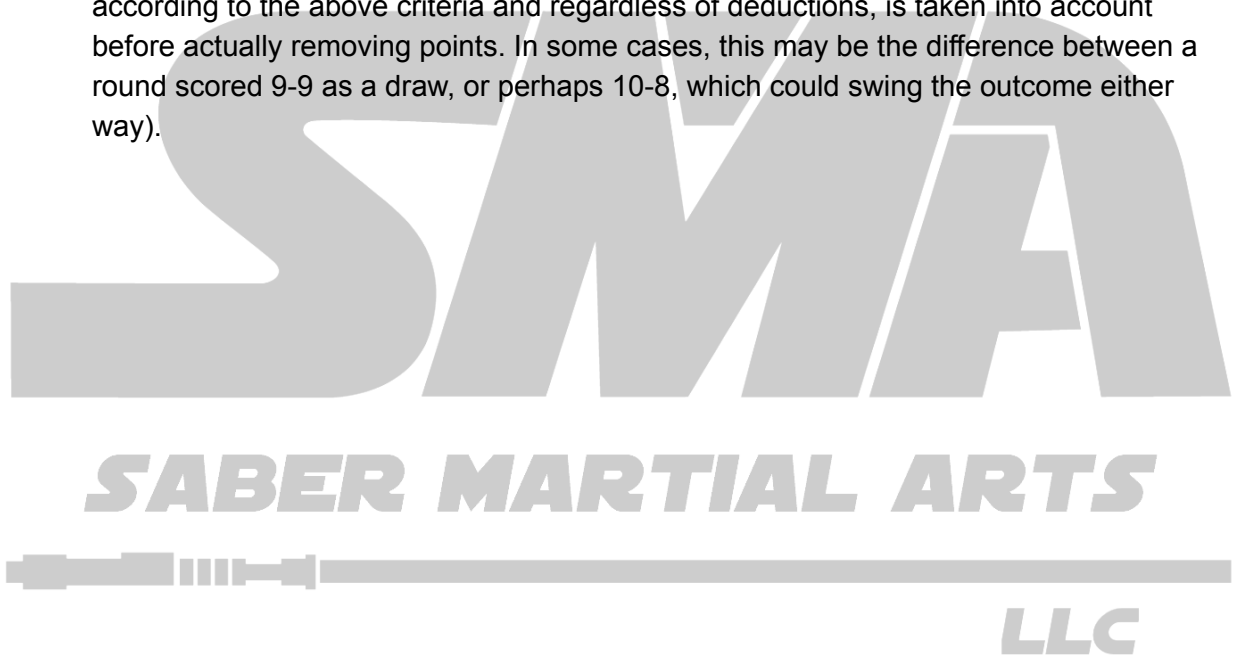 according to the above criteria and regardless of deductions, is taken into account
before actually removing points. In some cases, this may be the difference between a
round scored 9-9 as a draw, or perhaps 10-8, which could swing the outcome either
way).
SMA
SABER MARTIAL ARTS
LLC